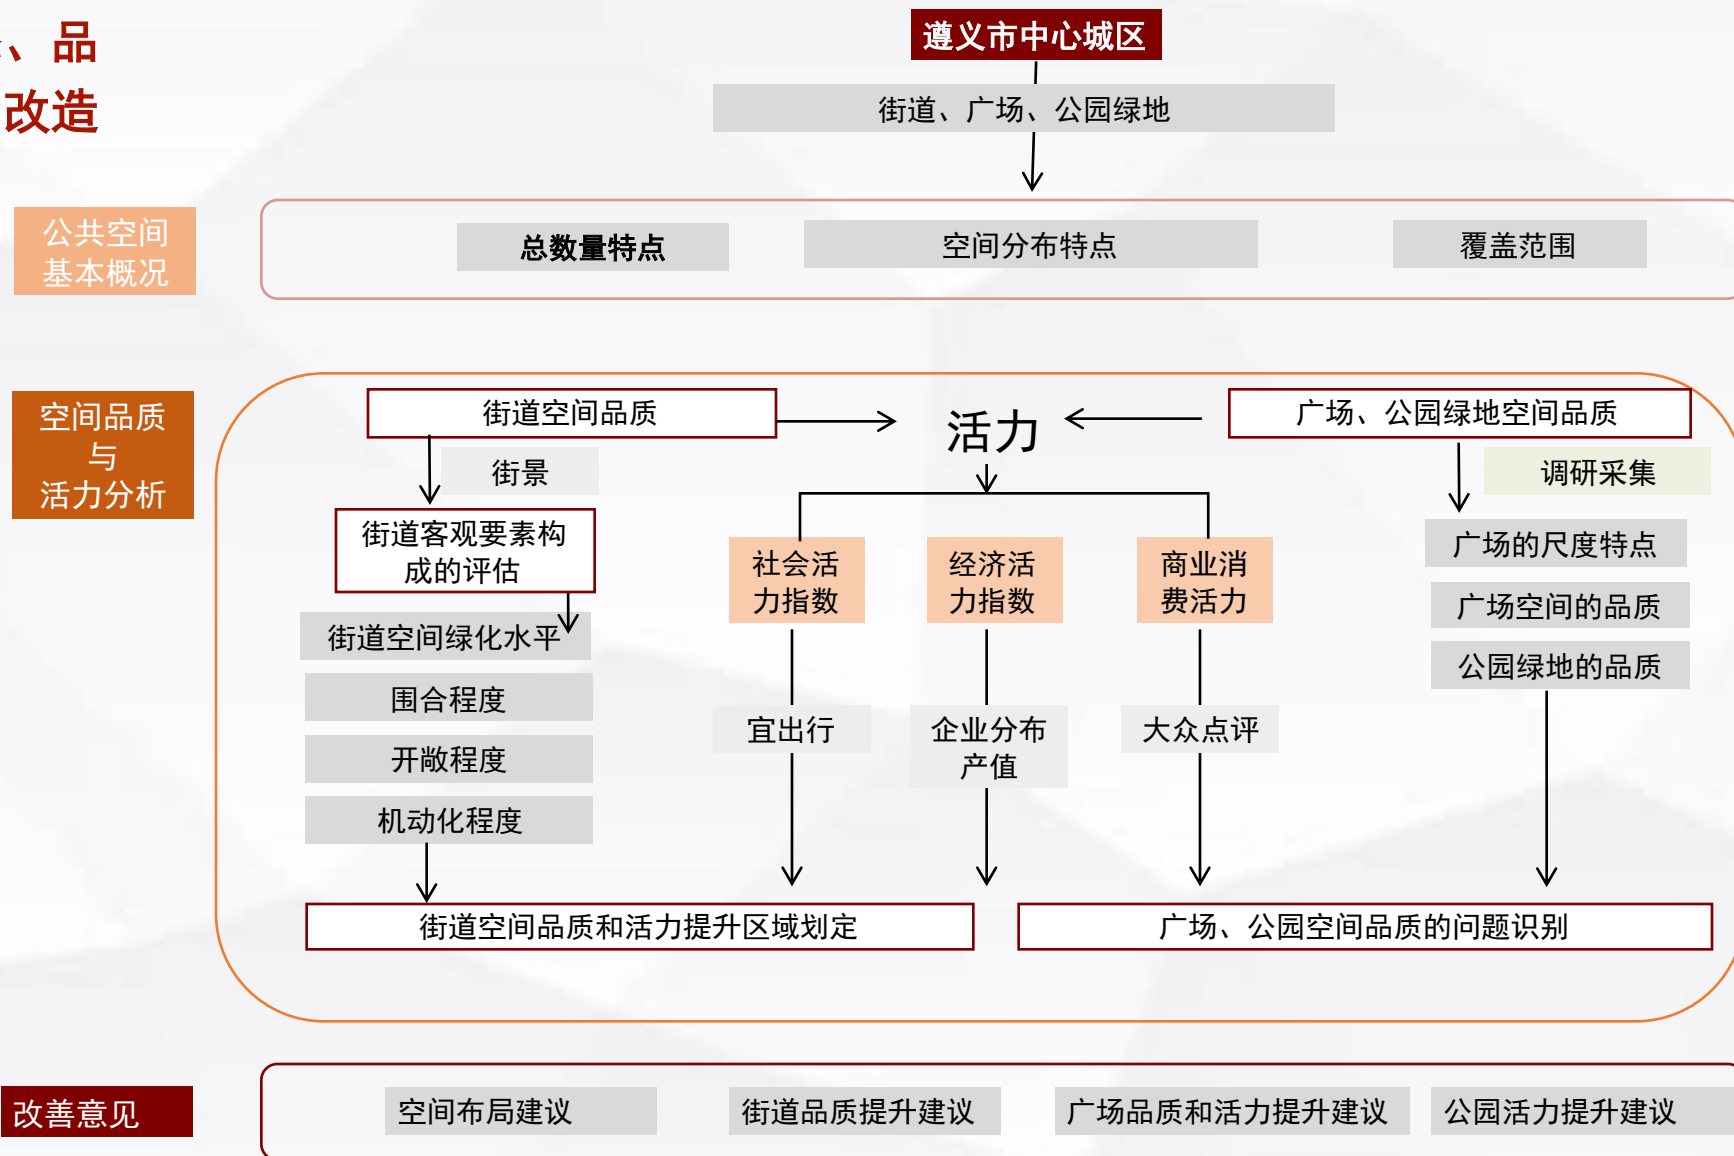 、品
改造
遵义市中心城区
街道、广场、公园绿地
公共空间
基本概况
总数量特点
空间分布特点
覆盖范围
空间品质
与
活力分析
街道空间品质
活力
广场、公园绿地空间品质
街景
调研采集
街道客观要素构
成的评估
广场的尺度特点
社会活
力指数
经济活
力指数
商业消
费活力
广场空间的品质
街道空间绿化水平
公园绿地的品质
围合程度
宜出行
企业分布
产值
大众点评
开敞程度
机动化程度
街道空间品质和活力提升区域划定
广场、公园空间品质的问题识别
改善意见
空间布局建议
街道品质提升建议
广场品质和活力提升建议
公园活力提升建议